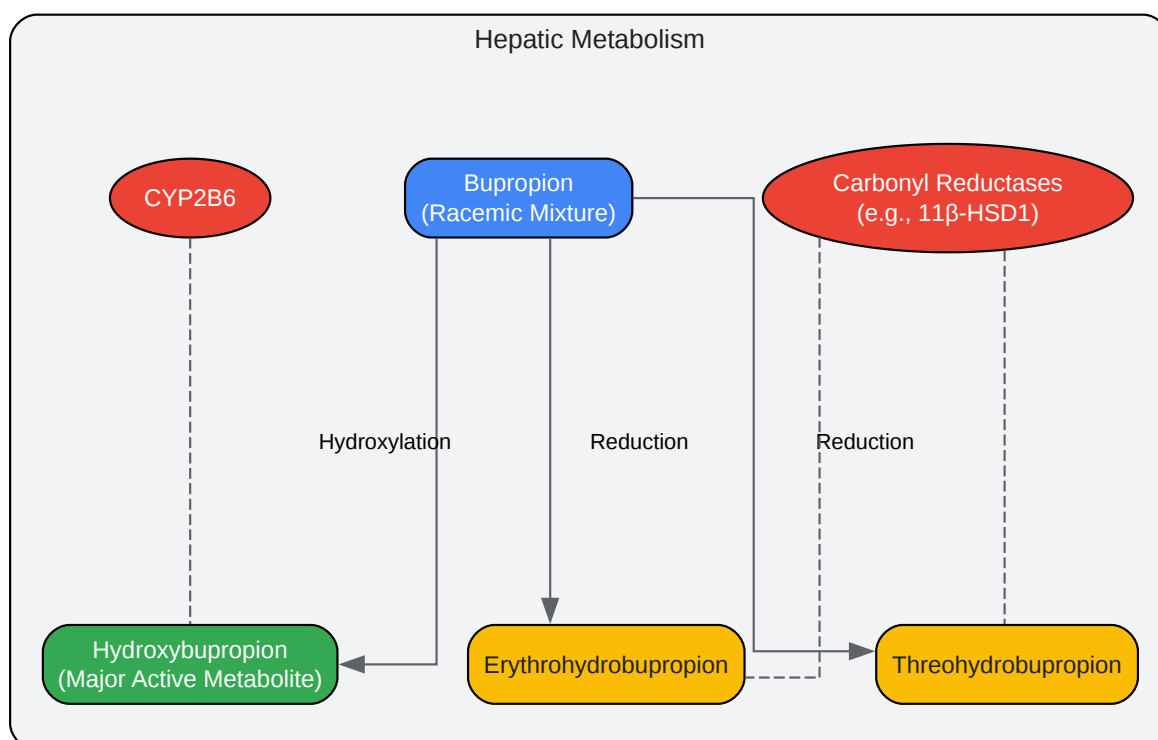 Hepatic Metabolism
CYP2B6
Bupropion
(Racemic Mixture)
Carbonyl Reductases
(e.g., 11β-HSD1)
Hydroxylation
Reduction
Reduction
Hydroxybupropion
(Major Active Metabolite)
Erythrohydrobupropion
Threohydrobupropion